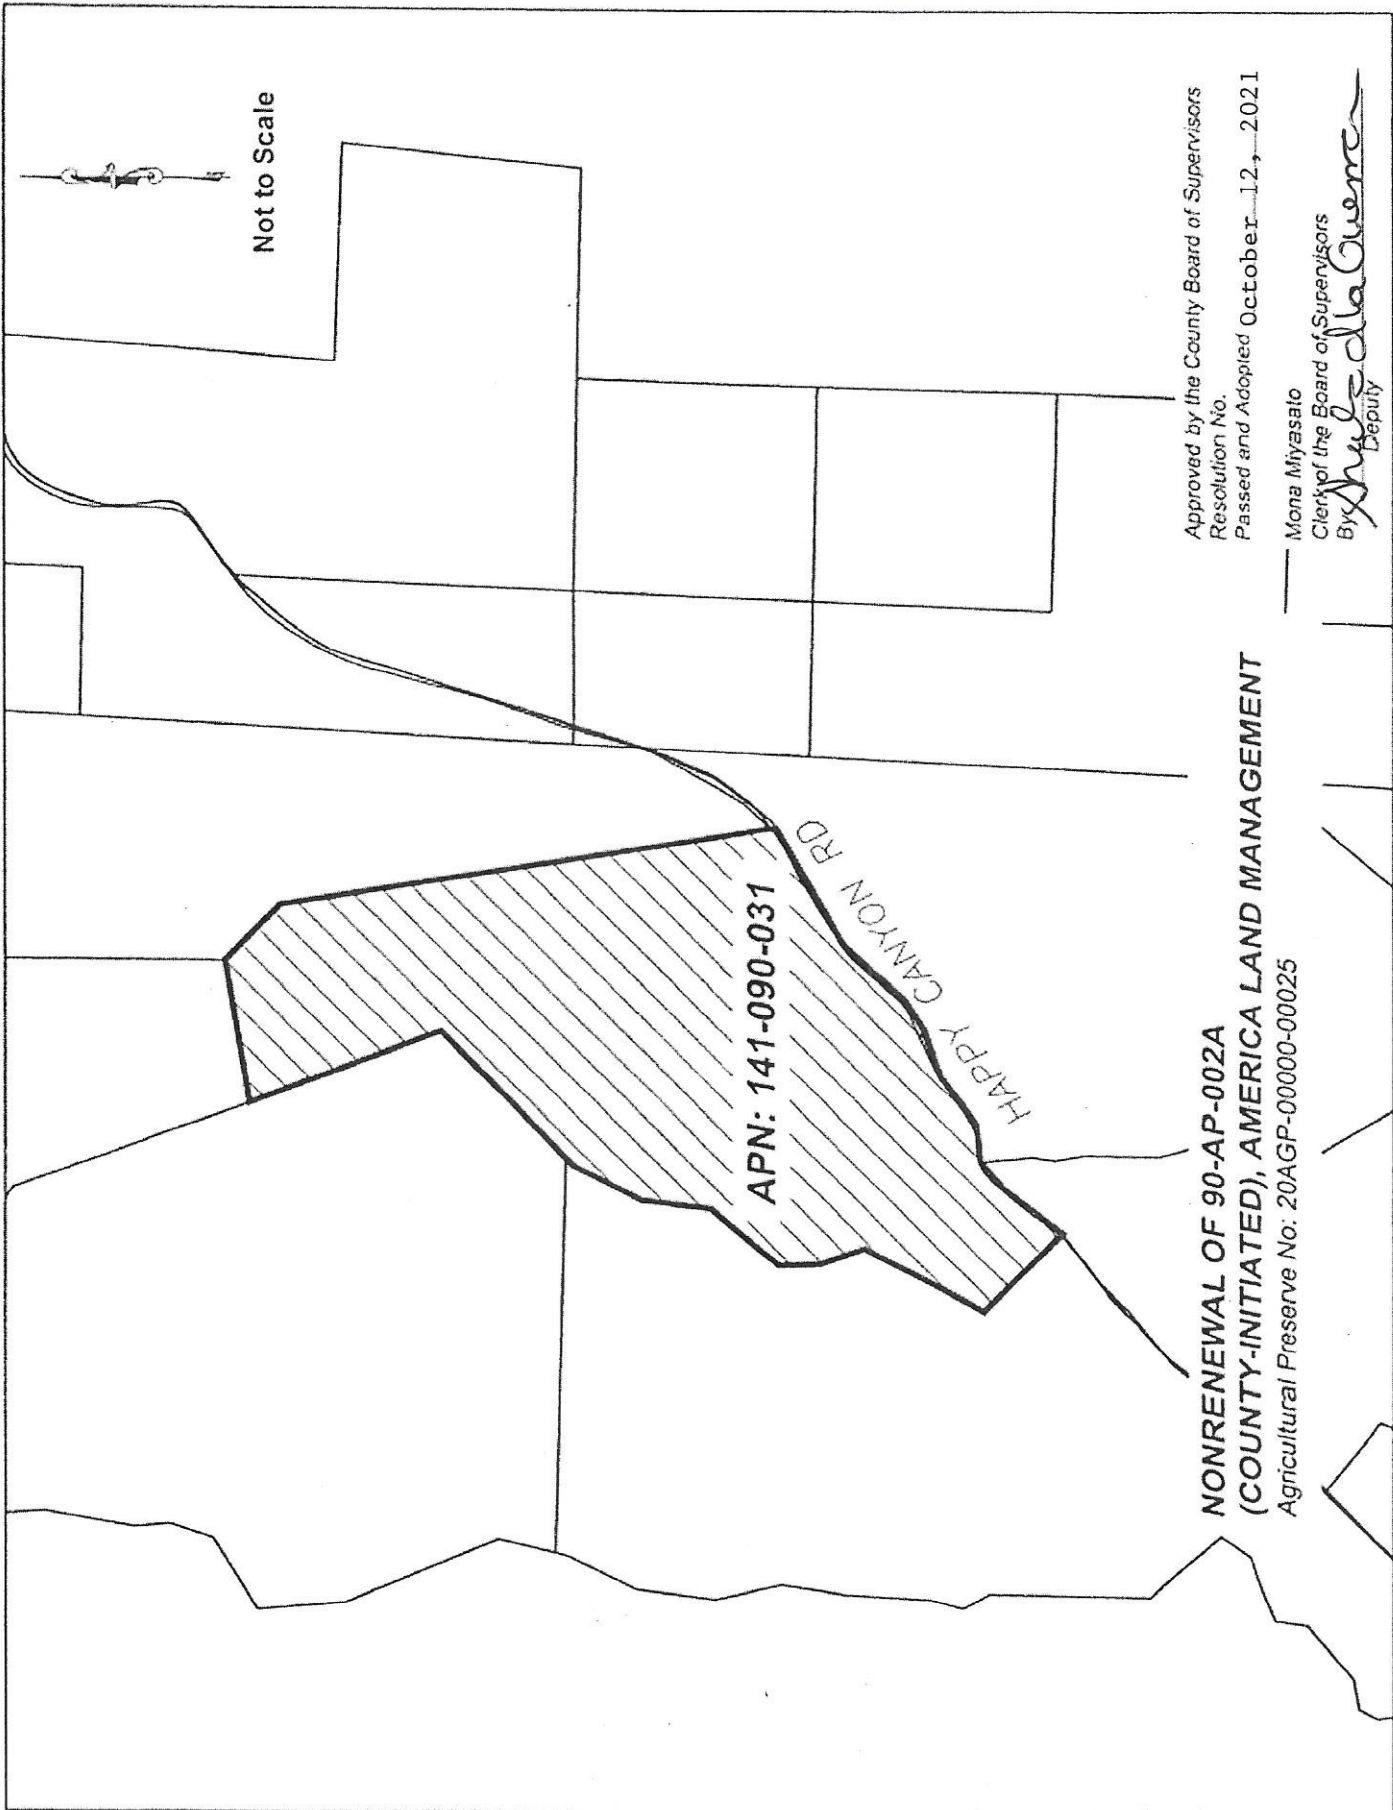 Not to Scale
APN: 141-090-031
HAPPY CANYON RD
NONRENEWAL OF 90-AP-002A
(COUNTY-INITIATED), AMERICA LAND MANAGEMENT
Agricultural Preserve No: 20AGP-00000-00025
Approved by the County Board of Supervisors
Resolution No.
Passed and Adopted October 12, 2021
Mona Miyasato
Clerk of the Board of Supervisors
By
Deputy